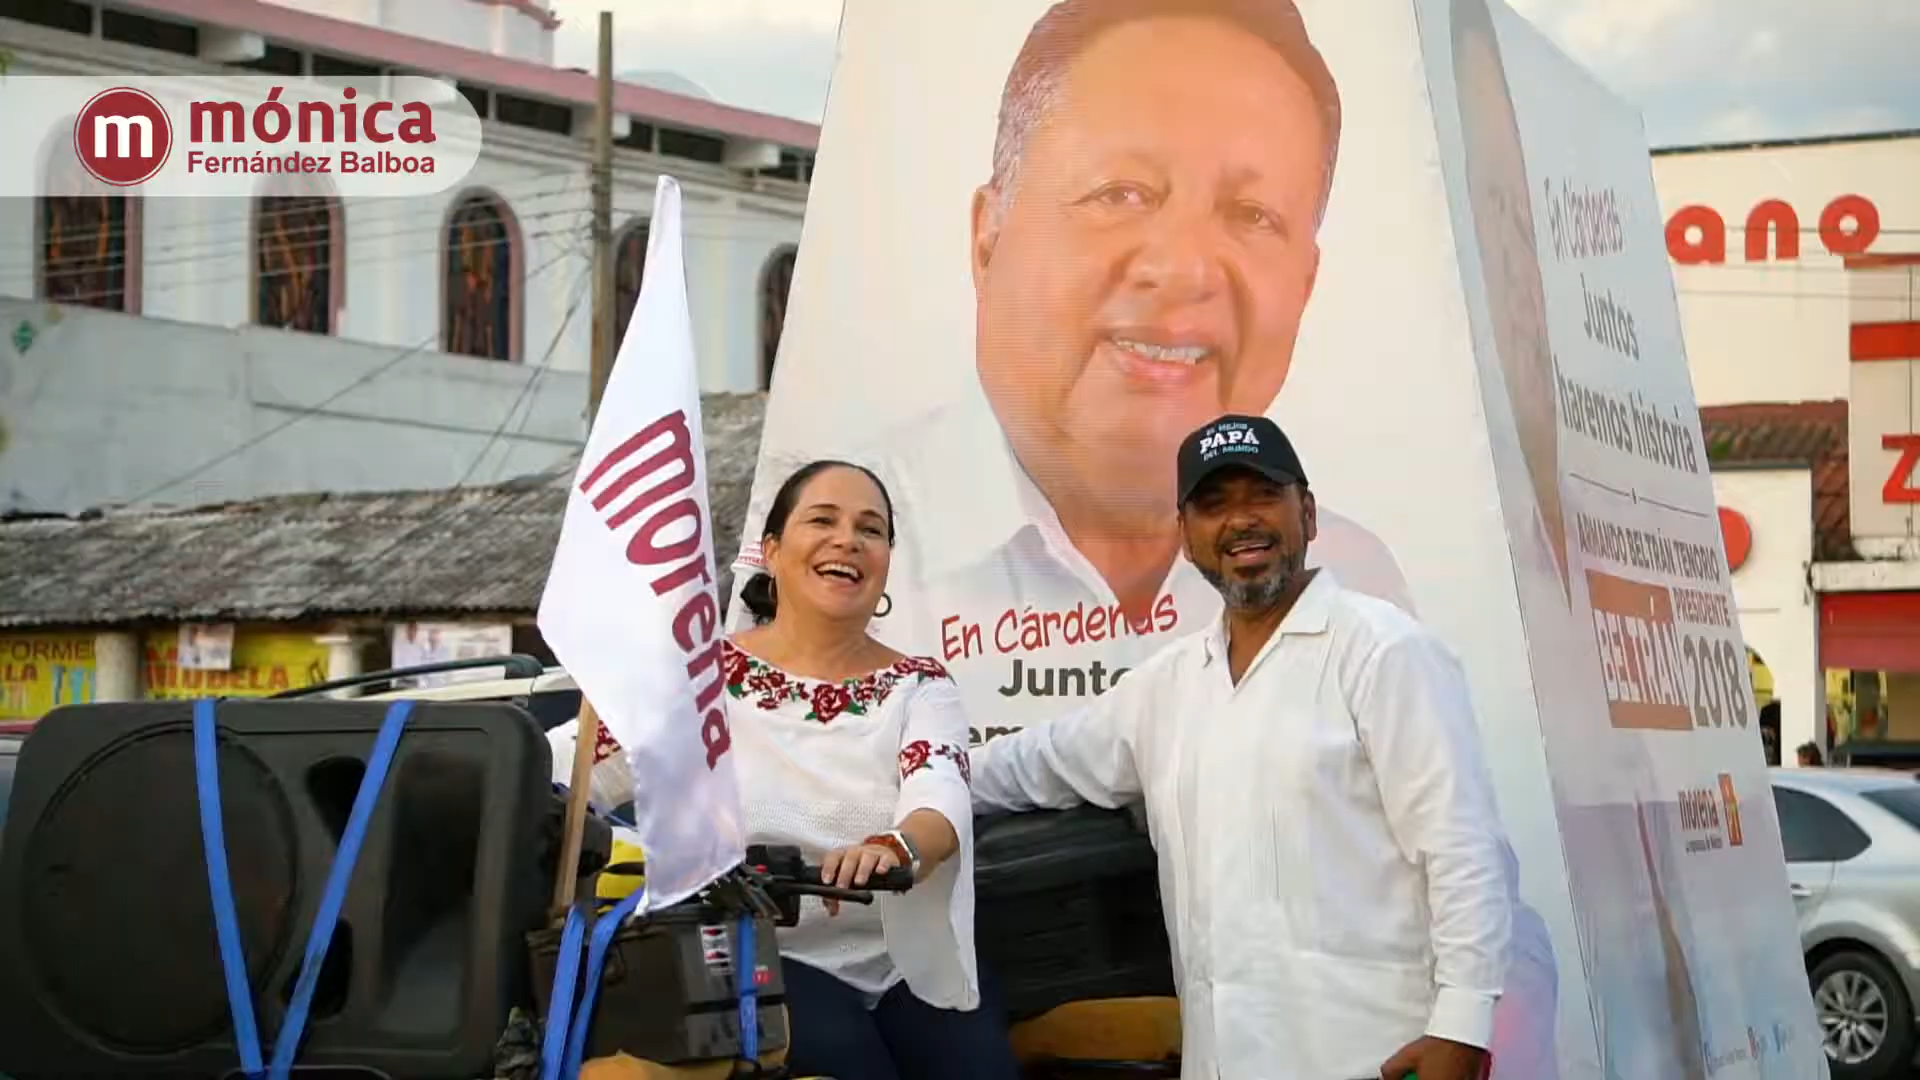 m mónica
Fernández Balboa
morena
En Cárdenas
Junto
EL MEJOR
PAPÁ
DEL MUNDO
En Cárdenas
Juntos
haremos historia
ARMANDO BELTRÁN TENORIO
BELTRÁN
PRESIDENTE
2018
morena
ano
Z